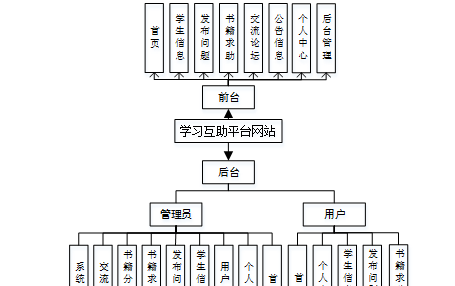 首页
学生信息
发布问题
书籍求助
交流论坛
公告信息
个人中心
后台管理
前台
学习互助平台网站
后台
管理员
用户
系统
交流
书籍分
书籍求
发布问
学生信
用户
个人
首
首
个人
学生信
发布问
书籍求